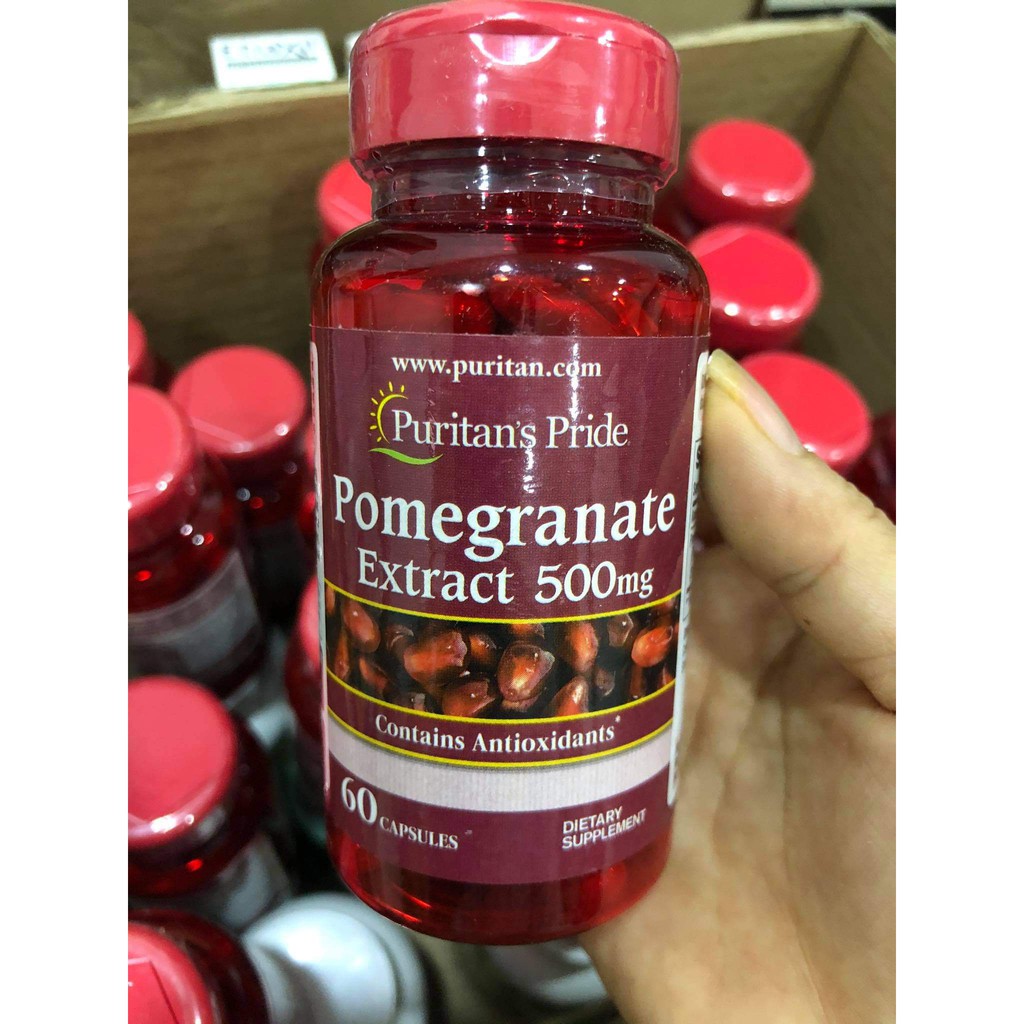 www.puritan.com
Puritan's Pride
Pomegranate
Extract 500mg
Contains Antioxidants*
60 CAPSULES
DIETARY
SUPPLEMENT